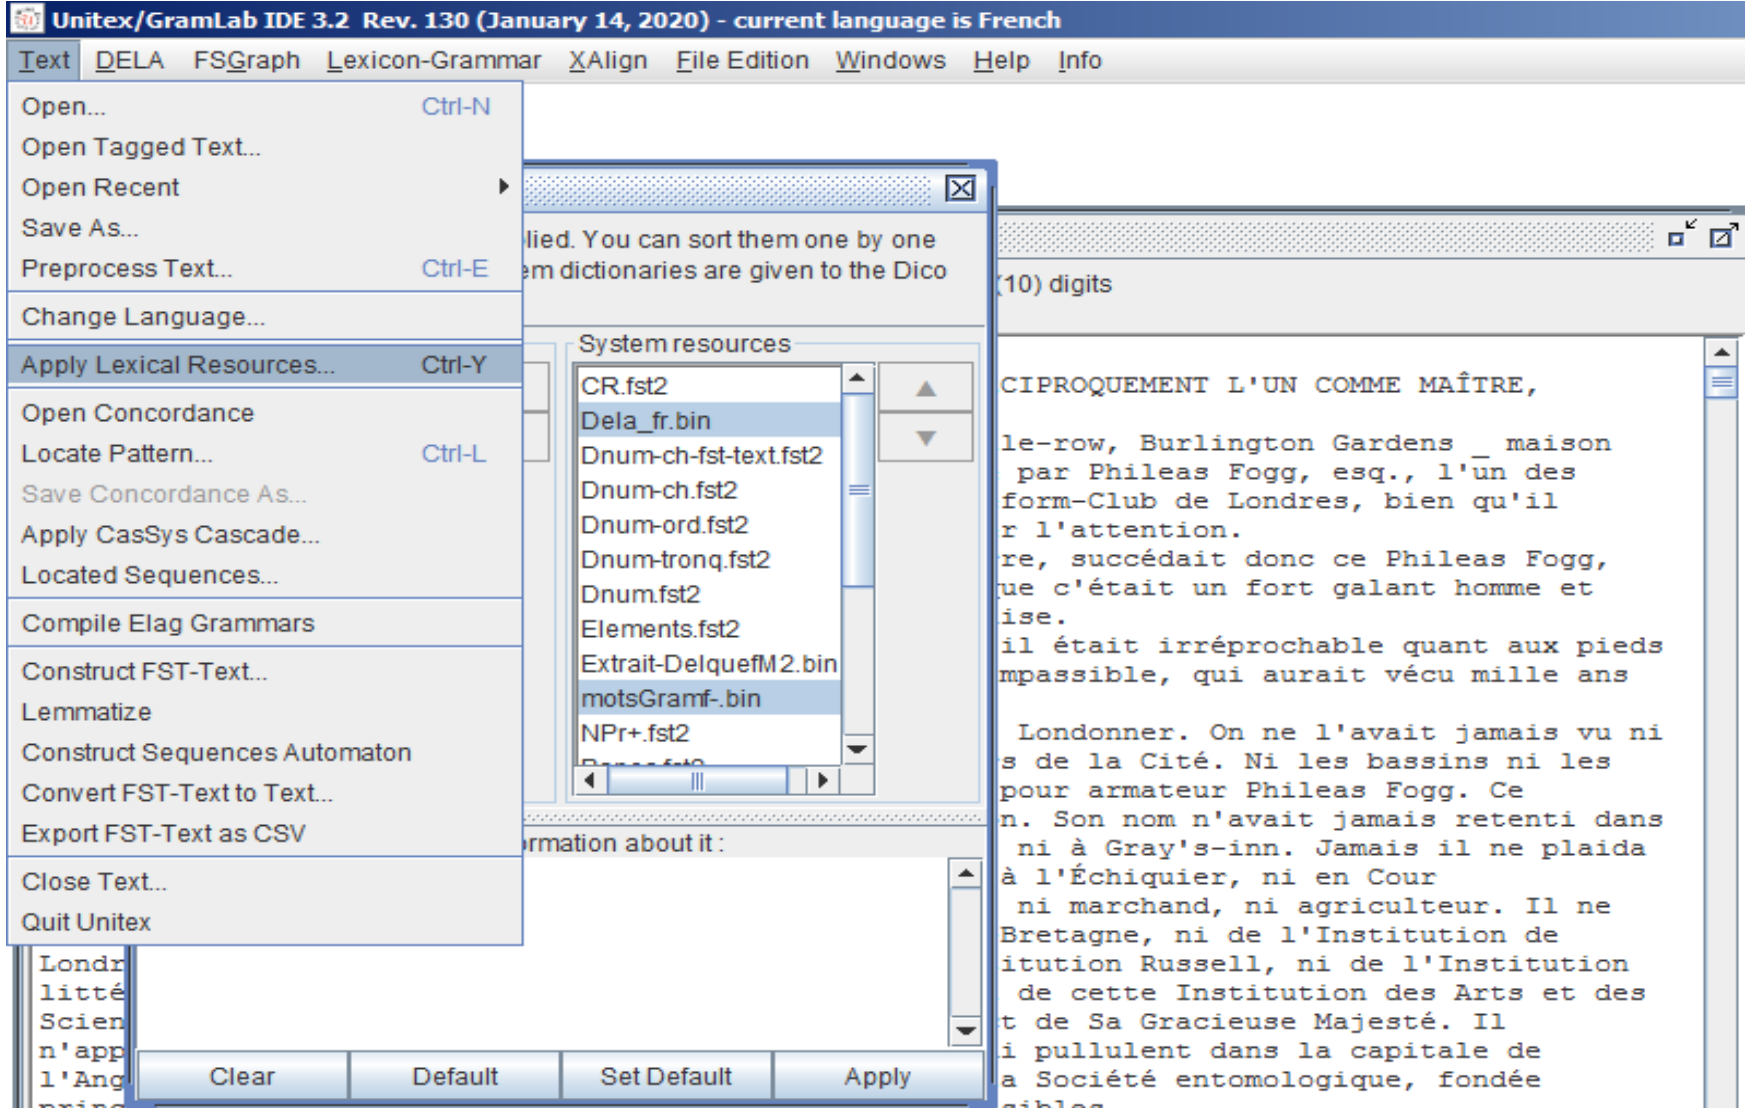 Unitex/GramLab IDE 3.2 Rev. 130 (January 14, 2020) - current language is French
Text DELA FSGraph Lexicon-Grammar XAlign File Edition Windows Help Info
Open... Ctrl-N
Open Tagged Text...
Open Recent
Save As...
Preprocess Text... Ctrl-E
Change Language...
Apply Lexical Resources... Ctrl-Y
Open Concordance
Locate Pattern... Ctrl-L
Save Concordance As...
Apply CasSys Cascade...
Located Sequences...
Compile Elag Grammars
Construct FST-Text...
Lemmatize
Construct Sequences Automaton
Convert FST-Text to Text...
Export FST-Text as CSV
Close Text...
Quit Unitex
lied. You can sort them one by one
em dictionaries are given to the Dico
System resources
CR.fst2
Dela_fr.bin
Dnum-ch-fst-text.fst2
Dnum-ch.fst2
Dnum-ord.fst2
Dnum-tronq.fst2
Dnum.fst2
Elements.fst2
Extrait-DelquefM2.bin
motsGramf-.bin
NPr+.fst2
rmation about it :
Clear Default Set Default Apply
(10) digits
CIPROQUEMENT L'UN COMME MAÎTRE,
le-row, Burlington Gardens _ maison
par Phileas Fogg, esq., l'un des
form-Club de Londres, bien qu'il
r l'attention.
re, succédait donc ce Phileas Fogg,
ue c'était un fort galant homme et
ise.
il était irréprochable quant aux pieds
mpassible, qui aurait vécu mille ans
Londonner. On ne l'avait jamais vu ni
s de la Cité. Ni les bassins ni les
pour armateur Phileas Fogg. Ce
n. Son nom n'avait jamais retenti dans
ni à Gray's-inn. Jamais il ne plaida
à l'Échiquier, ni en Cour
ni marchand, ni agriculteur. Il ne
Bretagne, ni de l'Institution de
itution Russell, ni de l'Institution
de cette Institution des Arts et des
t de Sa Gracieuse Majesté. Il
i pullulent dans la capitale de
a Société entomologique, fondée
Londr
litté
Scien
n'app
l'Ang